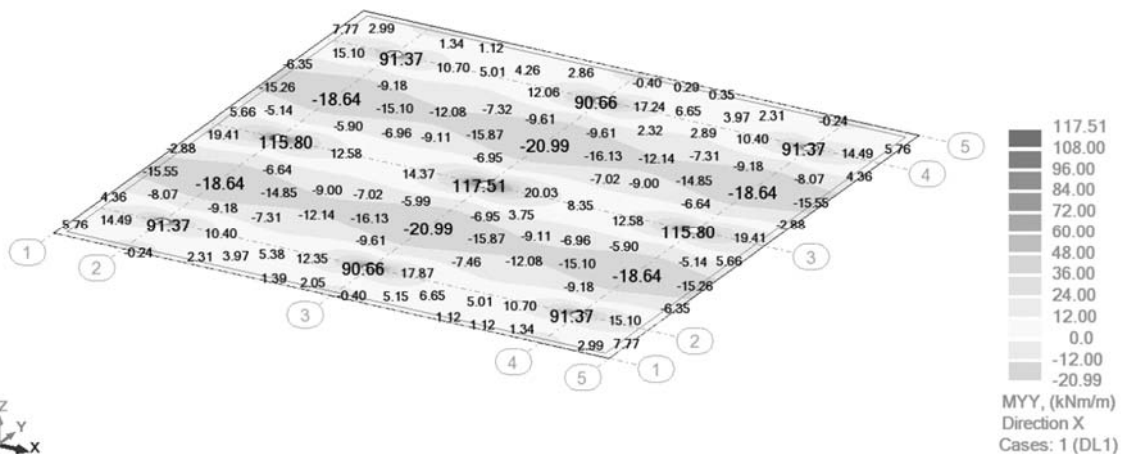 7.77 2.99
1.34 1.12
15.10 91.37 10.70 5.01 4.26 2.86
-6.35 -0.40 0.29 0.35
-15.26 -18.64 -9.18 12.06 90.66 17.24 6.65 3.97 2.31 -0.24
5.66 -5.14 -15.10 -12.08 -7.32 -9.61
19.41 115.80 -5.90 -6.96 -9.11 -15.87 -20.99 -9.61 2.32 2.89 10.40 91.37 14.49 5.76
-2.88 12.58 -6.95 -16.13 -12.14 -7.31 -9.18 -8.07 4.36
-15.55 -18.64 -6.64 14.37 117.51 20.03 -7.02 -9.00 -14.85 -18.64 -15.55
4.36 -8.07 -14.85 -9.00 -7.02 -5.99 8.35 -6.64
5.76 14.49 91.37 -9.18 -7.31 -12.14 -16.13 -20.99 -6.95 3.75 12.58 115.80 19.41 -2.88
10.40 -9.61 -15.87 -9.11 -6.96 -5.90
-0.24 2.31 3.97 5.38 12.35 90.66 17.87 -7.46 -12.08 -15.10 -18.64 -5.14 5.66
1.39 2.05 -9.18 -15.26
-0.40 5.15 6.65 5.01 10.70 91.37 15.10 -6.35
1.12 1.12 1.34
2.99 7.77
1
2
3
4
5
5
4
3
2
1
117.51
108.00
96.00
84.00
72.00
60.00
48.00
36.00
24.00
12.00
0.0
-12.00
-20.99
MYY, (kNm/m)
Direction X
Cases: 1 (DL1)
Z
Y
X